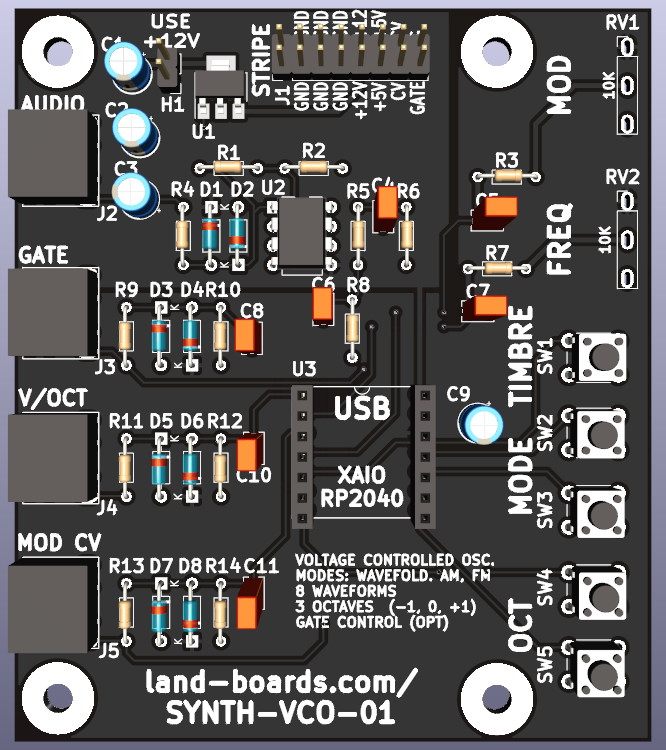 USE
+12V
H1
C1
C2
C3
U1
STRIPE
J1
GND
GND
GND
+12V
+5V
CV
GATE
RV1
10K
MOD
AUDIO
J2
R1
R2
R3
R4
D1
D2
U2
K
K
R5
C4
R6
RV2
10K
FREQ
R7
C7
GATE
J3
R9
D3
D4
R10
C8
K
K
C6
R8
TIMBRE
SW1
V/OCT
J4
R11
D5
D6
R12
C10
K
K
U3
USB
XAIO
RP2040
C9
MODE
SW2
SW3
MOD CV
J5
R13
D7
D8
R14
C11
K
K
VOLTAGE CONTROLLED OSC.
MODES: WAVEFOLD. AM, FM
8 WAVEFORMS
3 OCTAVES (-1, 0, +1)
GATE CONTROL (OPT)
OCT
SW4
SW5
land-boards.com/
SYNTH-VCO-01